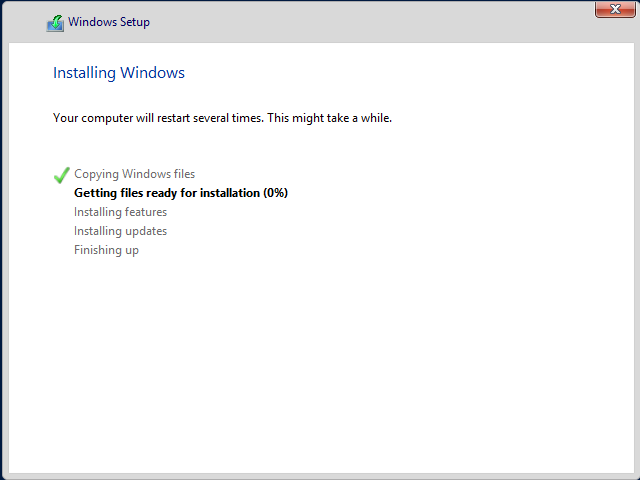 Windows Setup
Installing Windows
Your computer will restart several times. This might take a while.
Copying Windows files
Getting files ready for installation (0%)
Installing features
Installing updates
Finishing up